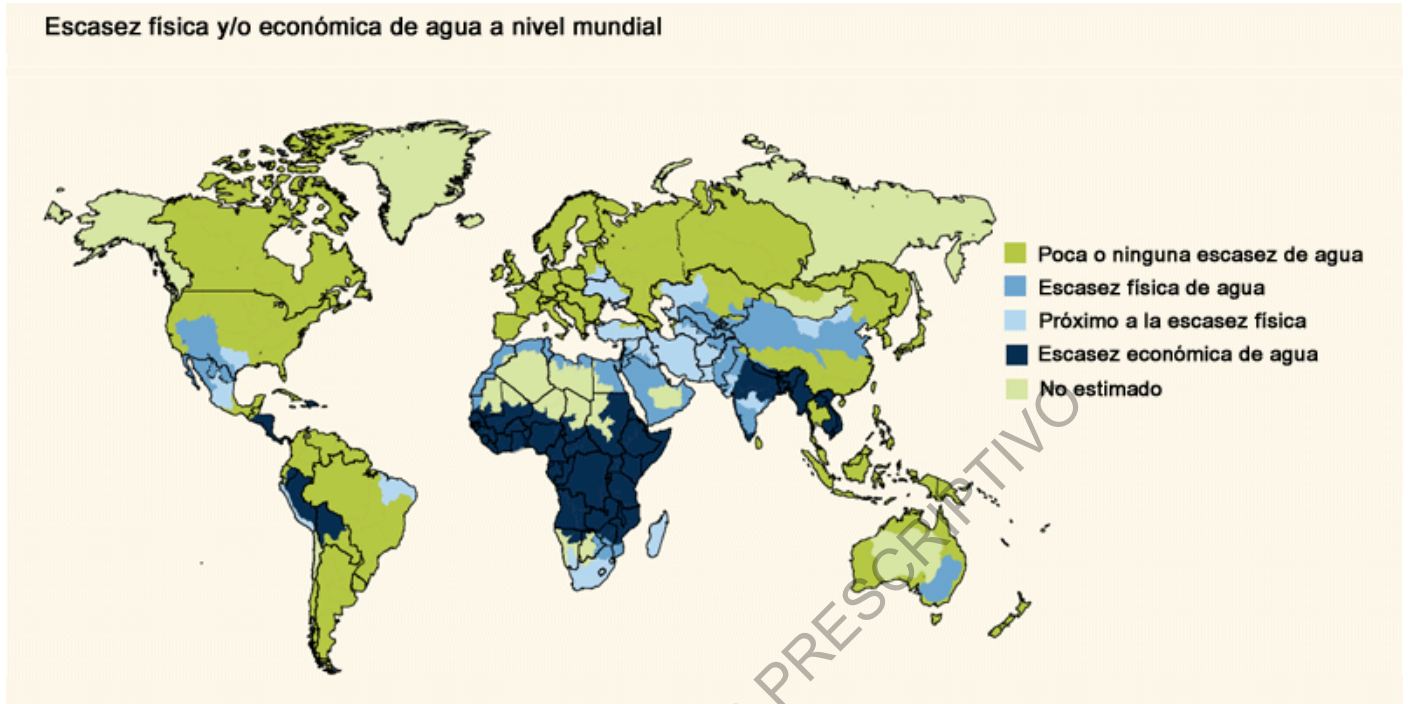 Escasez física y/o económica de agua a nivel mundial
Poca o ninguna escasez de agua
Escasez física de agua
Próximo a la escasez física
Escasez económica de agua
No estimado
PRESCRIPTIVO